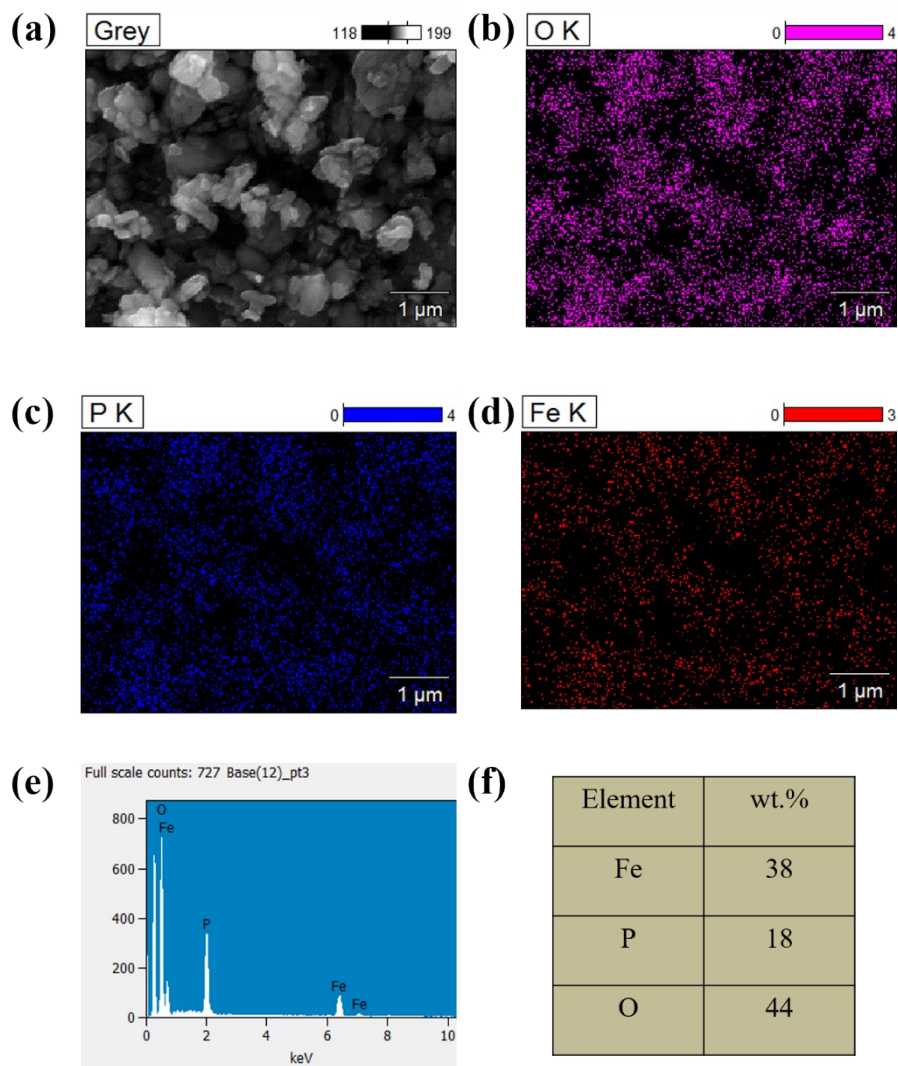 (a) Grey 118 199
1 µm
(b) O K 0 4
1 µm
(c) P K 0 4
1 µm
(d) Fe K 0 3
1 µm
(e) Full scale counts: 727 Base(12)_pt3
800
600
400
200
0
O
Fe
P
Fe
Fe
0 2 4 6 8 10
keV
(f)
Element wt.%
Fe 38
P 18
O 44